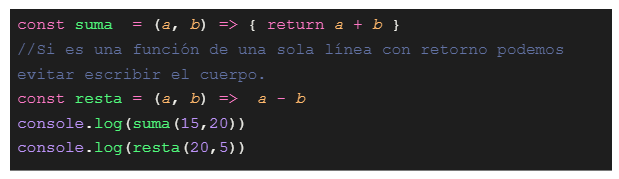 const suma  = (a, b) => { return a + b }
//Si es una función de una sola línea con retorno podemos
evitar escribir el cuerpo.
const resta = (a, b) =>  a - b
console.log(suma(15,20))
console.log(resta(20,5))